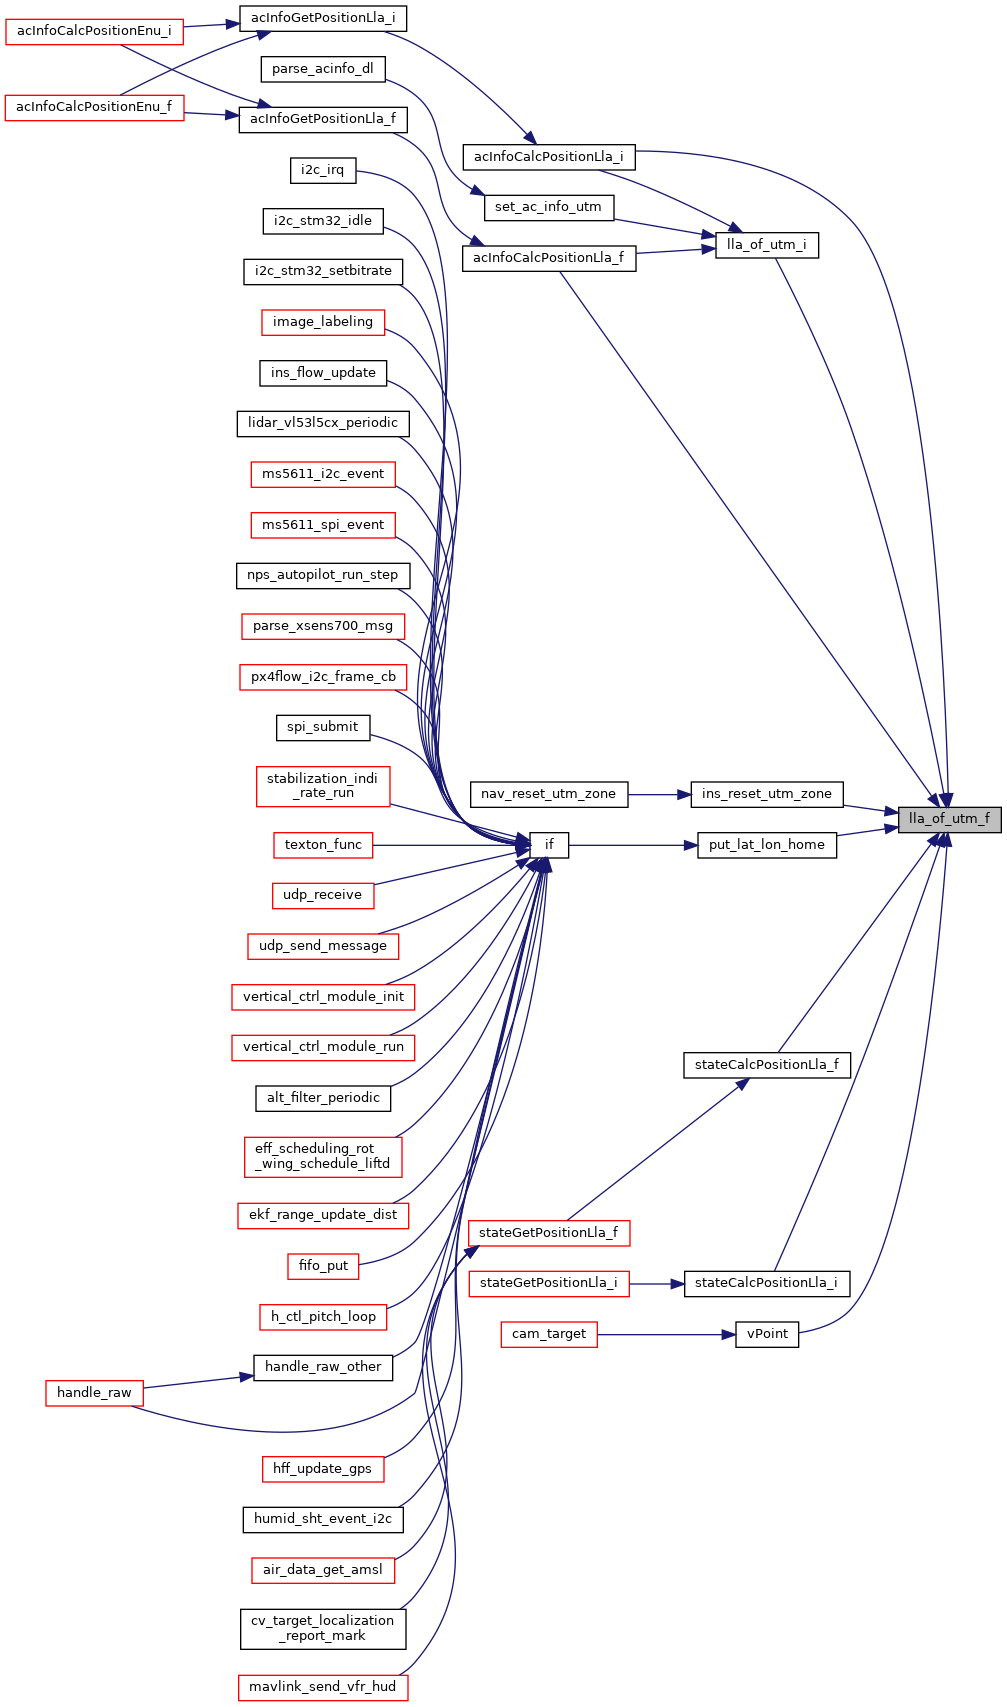 acInfoCalcPositionEnu_i
acInfoCalcPositionEnu_f
handle_raw
acInfoGetPositionLla_i
parse_acinfo_dl
acInfoGetPositionLla_f
i2c_irq
i2c_stm32_idle
i2c_stm32_setbitrate
image_labeling
ins_flow_update
lidar_vl53l5cx_periodic
ms5611_i2c_event
ms5611_spi_event
nps_autopilot_run_step
parse_xsens700_msg
px4flow_i2c_frame_cb
spi_submit
stabilization_indi
_rate_run
texton_func
udp_receive
udp_send_message
vertical_ctrl_module_init
vertical_ctrl_module_run
alt_filter_periodic
eff_scheduling_rot
_wing_schedule_liftd
ekf_range_update_dist
fifo_put
h_ctl_pitch_loop
handle_raw_other
hff_update_gps
humid_sht_event_i2c
air_data_get_amsl
cv_target_localization
_report_mark
mavlink_send_vfr_hud
acInfoCalcPositionLla_i
set_ac_info_utm
acInfoCalcPositionLla_f
nav_reset_utm_zone
if
stateGetPositionLla_f
stateGetPositionLla_i
cam_target
lla_of_utm_i
ins_reset_utm_zone
put_lat_lon_home
stateCalcPositionLla_f
stateCalcPositionLla_i
vPoint
lla_of_utm_f